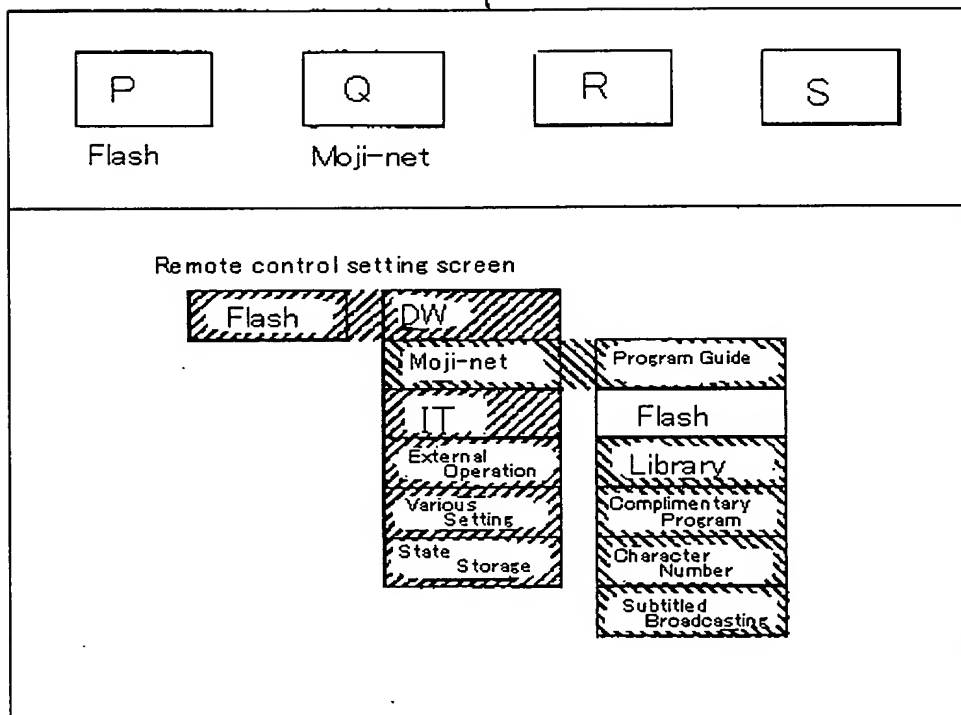 P Q R S
Flash Moji-net
Remote control setting screen
Flash
DW
Moji-net
IT
External
Operation
Various
Setting
State
Storage
Program Guide
Flash
Library
Complimentary
Program
Character
Number
Subtitled
Broadcasting